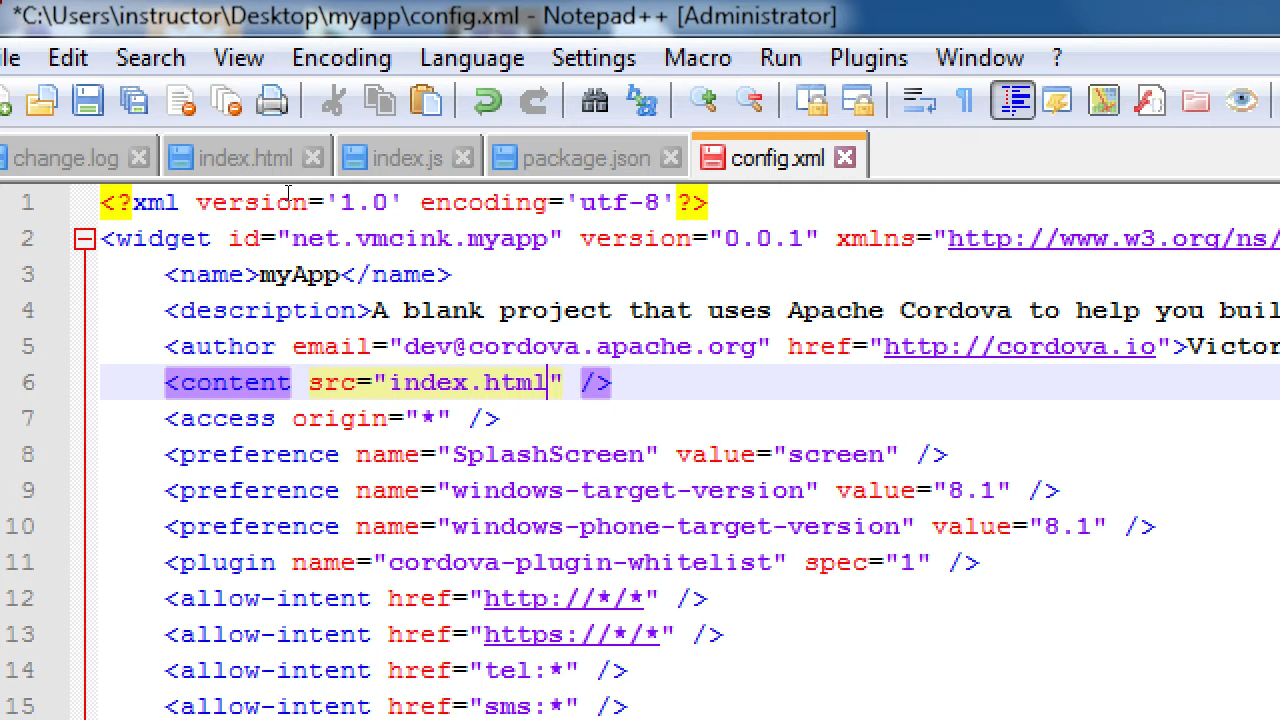 *C:\Users\instructor\Desktop\myapp\config.xml - Notepad++ [Administrator]
ile Edit Search View Encoding Language Settings Macro Run Plugins Window ?
change.log index.html index.js package.json config.xml
1 <?xml version='1.0' encoding='utf-8'?>
2 <widget id="net.vmcink.myapp" version="0.0.1" xmlns="http://www.w3.org/ns/
3 <name>myApp</name>
4 <description>A blank project that uses Apache Cordova to help you buil
5 <author email="dev@cordova.apache.org" href="http://cordova.io">Victor
6 <content src="index.html" />
7 <access origin="*" />
8 <preference name="SplashScreen" value="screen" />
9 <preference name="windows-target-version" value="8.1" />
10 <preference name="windows-phone-target-version" value="8.1" />
11 <plugin name="cordova-plugin-whitelist" spec="1" />
12 <allow-intent href="http://*/*" />
13 <allow-intent href="https://*/*" />
14 <allow-intent href="tel:*" />
15 <allow-intent href="sms:*" />